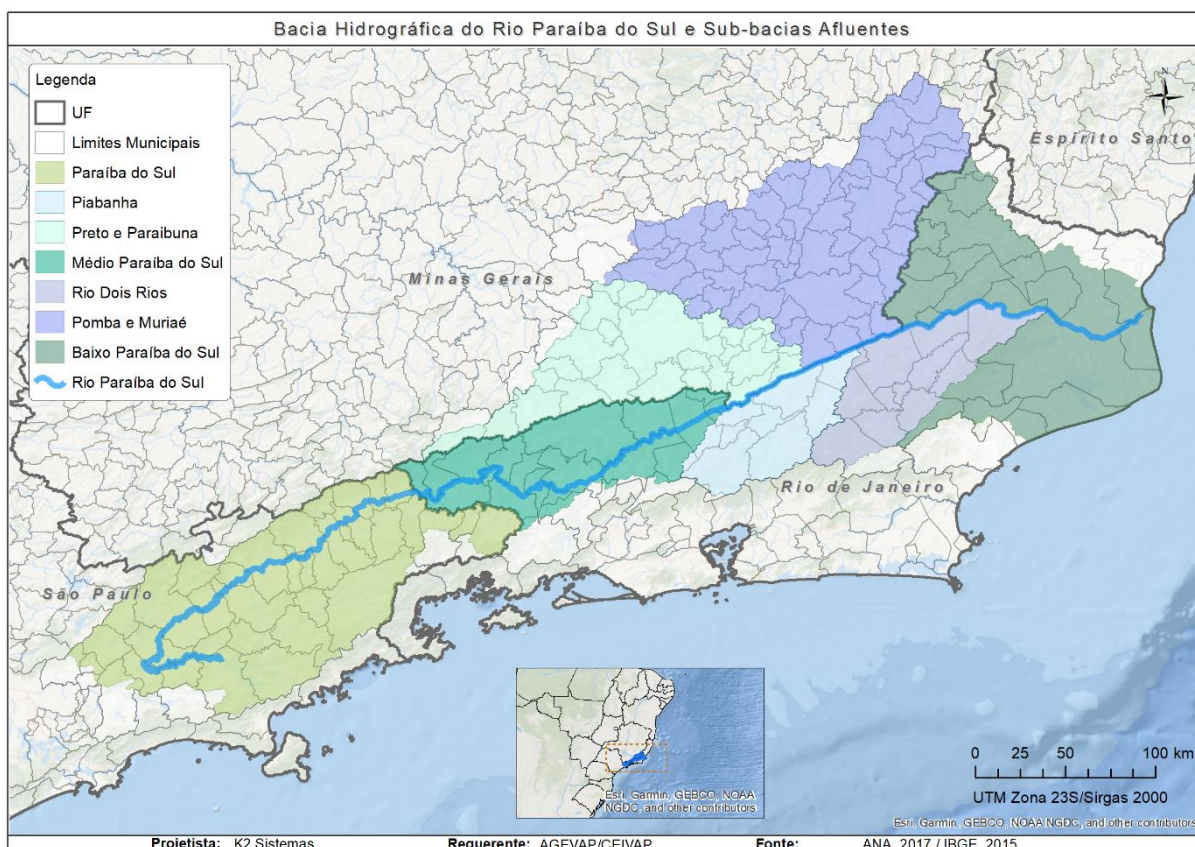 Bacia Hidrográfica do Rio Paraíba do Sul e Sub-bacias Afluentes
Legenda
UF
Limites Municipais
Paraíba do Sul
Piabanha
Preto e Paraibuna
Médio Paraíba do Sul
Rio Dois Rios
Pomba e Muriaé
Baixo Paraíba do Sul
Rio Paraíba do Sul
N
Espírito Santo
Minas Gerais
Rio de Janeiro
São Paulo
Esri, Garmin, GEBCO, NOAA
NGDC, and other contributors
0 25 50 100 km
UTM Zona 23S/Sirgas 2000
Esri, Garmin, GEBCO, NOAA NGDC, and other contributors
Projetista: K2 Sistemas Requerente: AGEVAP/CEIVAP Fonte: ANA, 2017 / IBGE, 2015